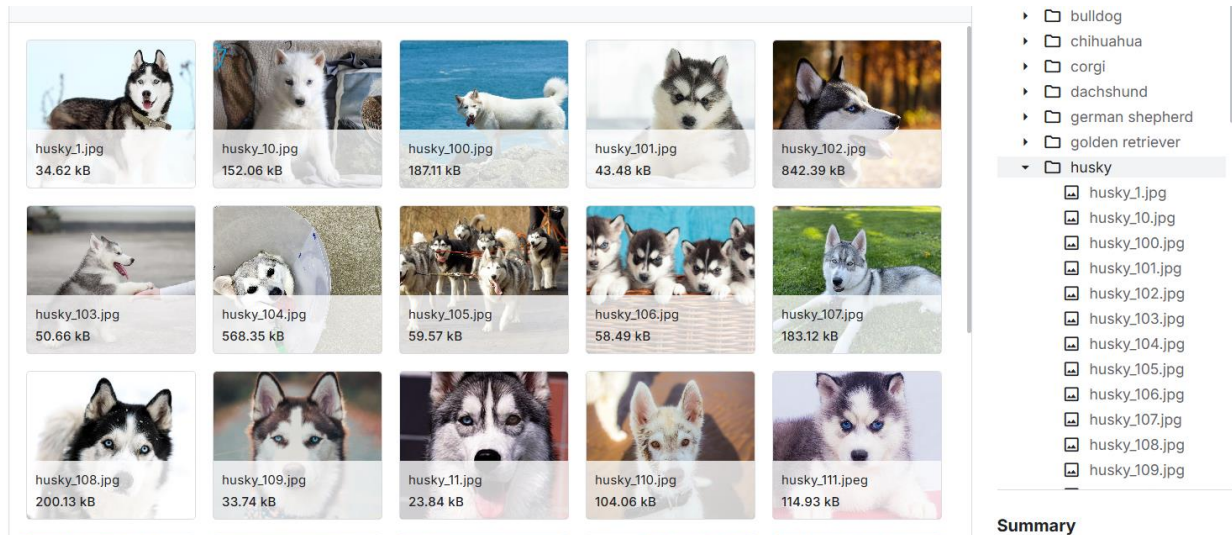 husky_1.jpg
34.62 kB
husky_10.jpg
152.06 kB
husky_100.jpg
187.11 kB
husky_101.jpg
43.48 kB
husky_102.jpg
842.39 kB
husky_103.jpg
50.66 kB
husky_104.jpg
568.35 kB
husky_105.jpg
59.57 kB
husky_106.jpg
58.49 kB
husky_107.jpg
183.12 kB
husky_108.jpg
200.13 kB
husky_109.jpg
33.74 kB
husky_11.jpg
23.84 kB
husky_110.jpg
104.06 kB
husky_111.jpeg
114.93 kB
bulldog
chihuahua
corgi
dachshund
german shepherd
golden retriever
husky
husky_1.jpg
husky_10.jpg
husky_100.jpg
husky_101.jpg
husky_102.jpg
husky_103.jpg
husky_104.jpg
husky_105.jpg
husky_106.jpg
husky_107.jpg
husky_108.jpg
husky_109.jpg
Summary